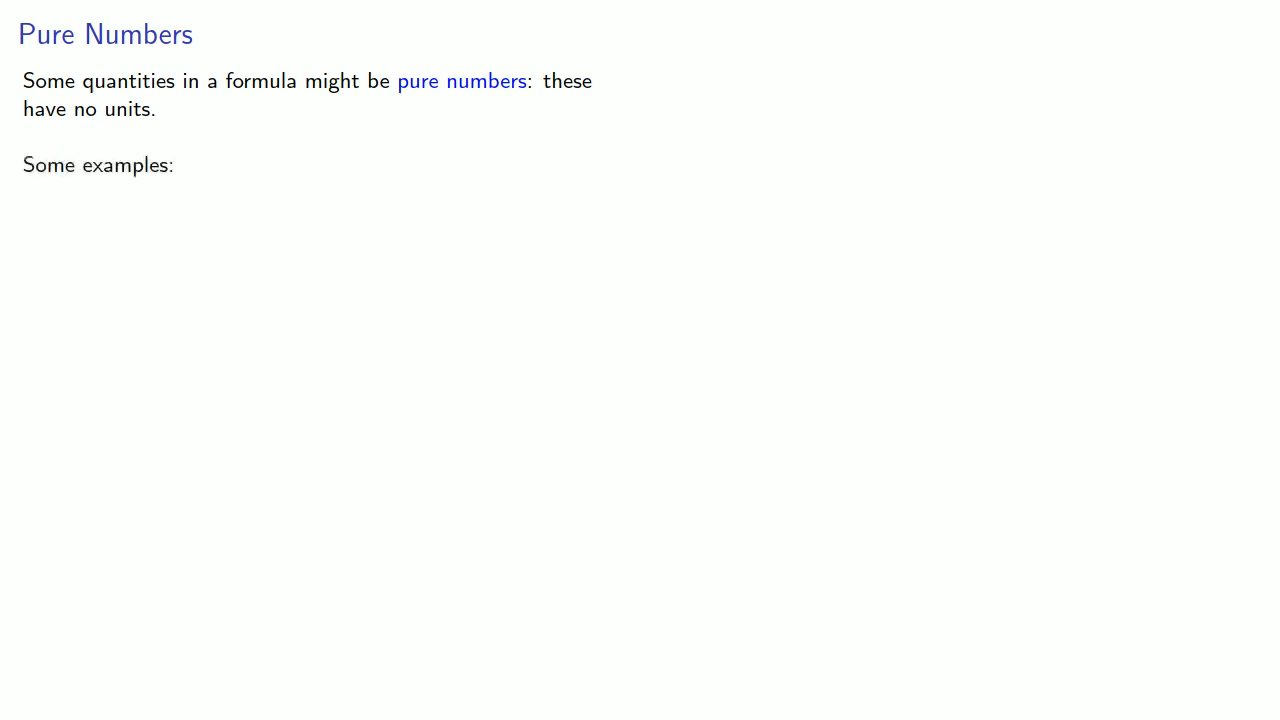 Pure Numbers
Some quantities in a formula might be pure numbers: these
have no units.
Some examples: